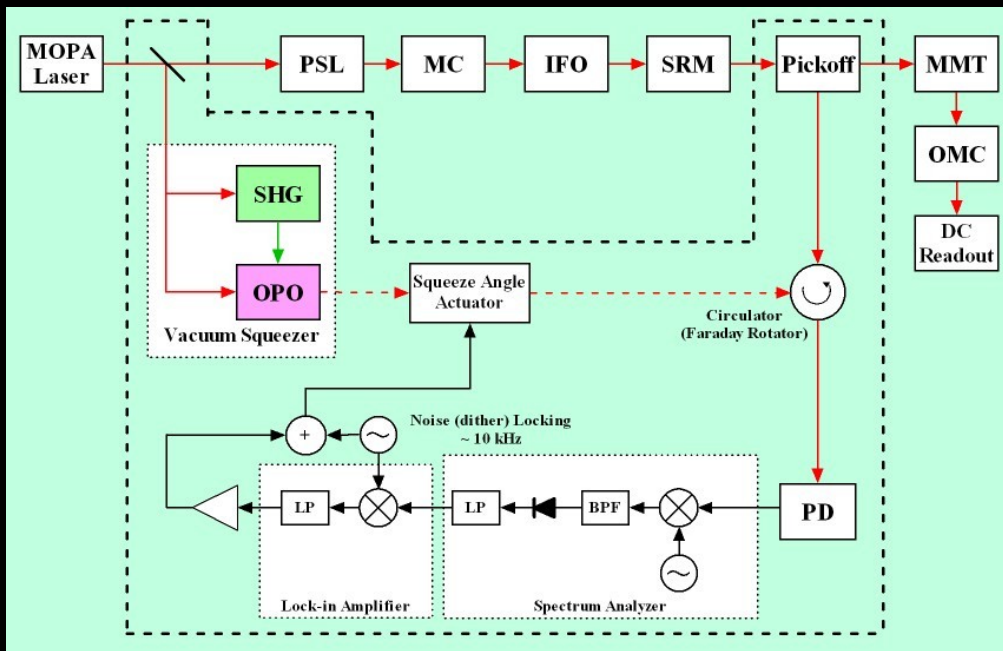 MOPA
Laser
PSL
MC
IFO
SRM
Pickoff
MMT
OMC
DC
Readout
SHG
OPO
Vacuum Squeezer
Squeeze Angle
Actuator
Circulator
(Faraday Rotator)
Noise (dither) Locking
~ 10 kHz
+
LP
LP
BPF
PD
Lock-in Amplifier
Spectrum Analyzer